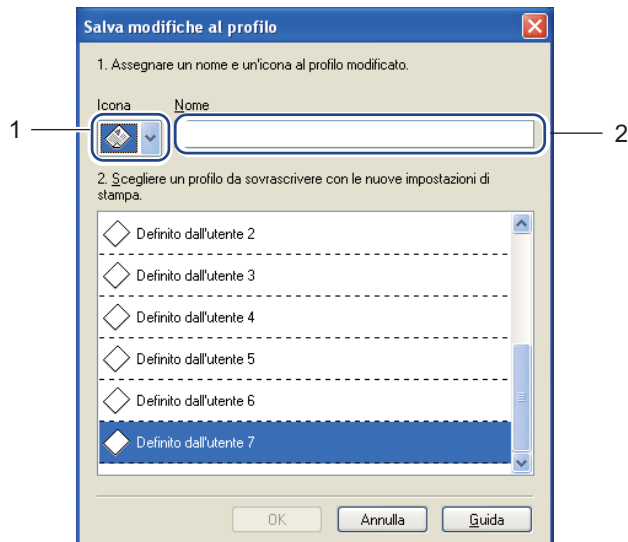 Salva modifiche al profilo
1. Assegnare un nome e un'icona al profilo modificato.
Icona Nome
1
2
2. Scegliere un profilo da sovrascrivere con le nuove impostazioni di
stampa.
Definito dall'utente 2
Definito dall'utente 3
Definito dall'utente 4
Definito dall'utente 5
Definito dall'utente 6
Definito dall'utente 7
OK Annulla Guida